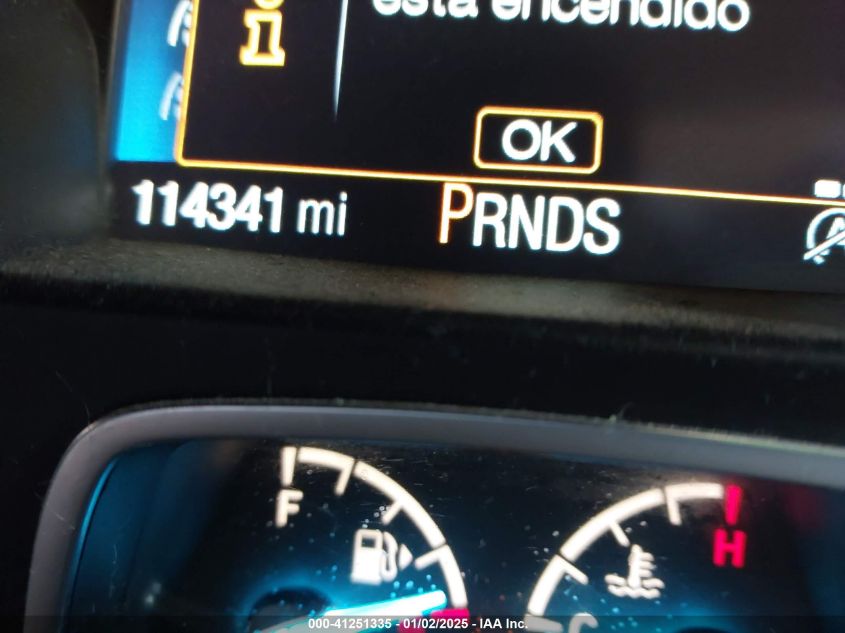 está encendido
OK
114341 mi PRNDS
A
F
H
C
000-41251335 - 01/02/2025 - IAA Inc.